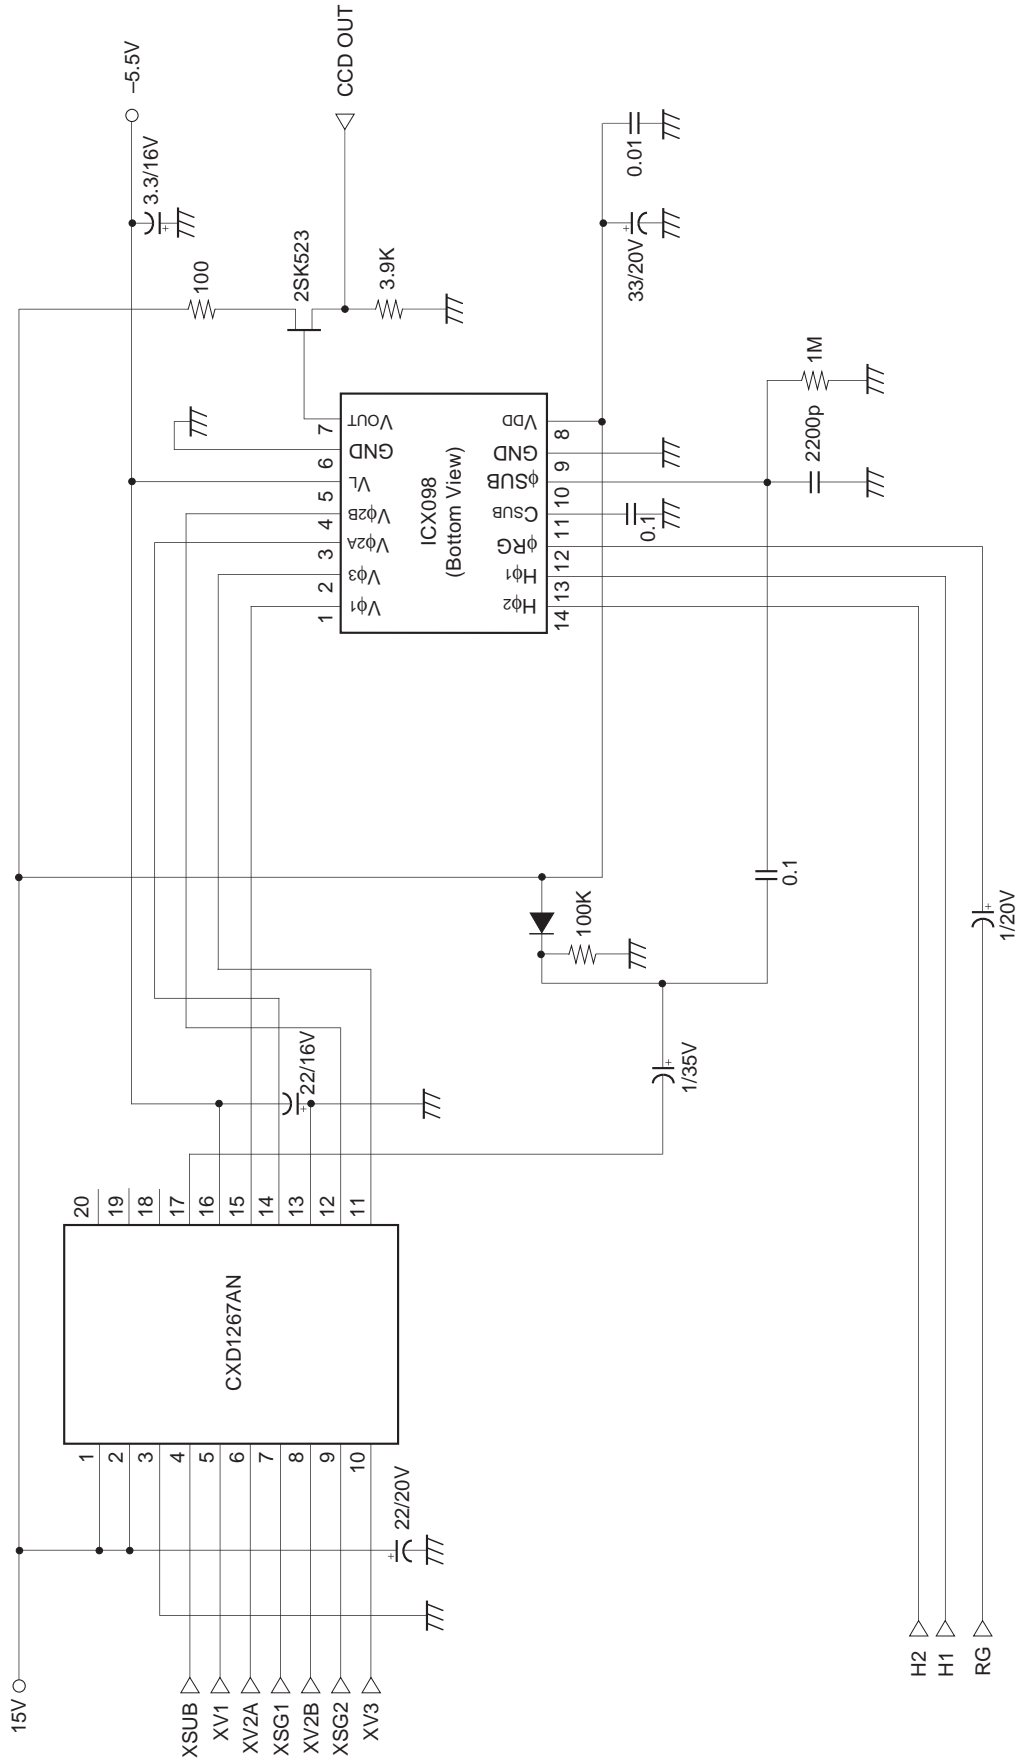 15V
XSUB
XV1
XV2A
XSG1
XV2B
XSG2
XV3
22/20V
1
2
3
4
5
6
7
8
9
10
CXD1267AN
20
19
18
17
16
15
14
13
12
11
22/16V
1/35V
100K
0.1
1/20V
H2
H1
RG
–5.5V
3.3/16V
100
2SK523
CCD OUT
3.9K
1
2
3
4
5
6
7
Vϕ1
Vϕ3
Vϕ2A
Vϕ2B
VL
GND
VOUT
ICX098
(Bottom View)
Hϕ2
Hϕ1
ϕRG
CSUB
ϕSUB
GND
VDD
14
13
12
11
10
9
8
0.1
33/20V
0.01
2200p
1M